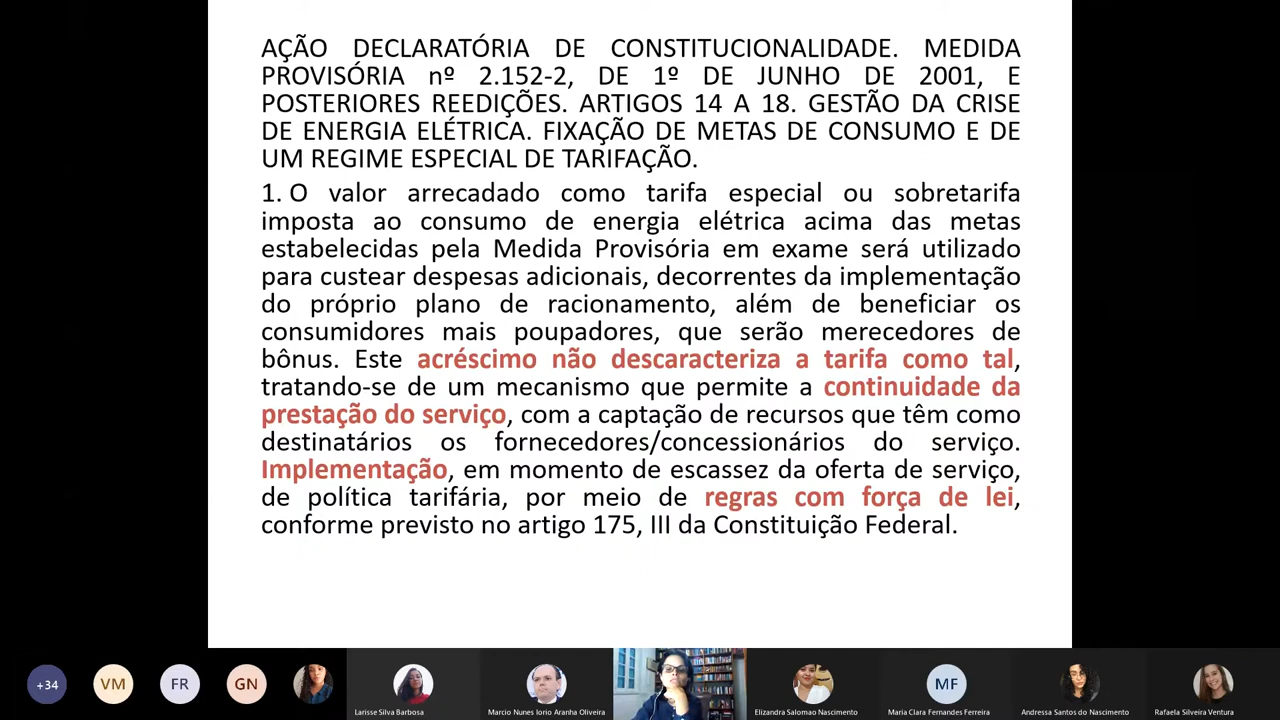 AÇÃO DECLARATÓRIA DE CONSTITUCIONALIDADE. MEDIDA
PROVISÓRIA nº 2.152-2, DE 1º DE JUNHO DE 2001, E
POSTERIORES REEDIÇÕES. ARTIGOS 14 A 18. GESTÃO DA CRISE
DE ENERGIA ELÉTRICA. FIXAÇÃO DE METAS DE CONSUMO E DE
UM REGIME ESPECIAL DE TARIFAÇÃO.
1. O valor arrecadado como tarifa especial ou sobretarifa
imposta ao consumo de energia elétrica acima das metas
estabelecidas pela Medida Provisória em exame será utilizado
para custear despesas adicionais, decorrentes da implementação
do próprio plano de racionamento, além de beneficiar os
consumidores mais poupadores, que serão merecedores de
bônus. Este acréscimo não descaracteriza a tarifa como tal,
tratando-se de um mecanismo que permite a continuidade da
prestação do serviço, com a captação de recursos que têm como
destinatários os fornecedores/concessionários do serviço.
Implementação, em momento de escassez da oferta de serviço,
de política tarifária, por meio de regras com força de lei,
conforme previsto no artigo 175, III da Constituição Federal.
+34
VM
FR
GN
Larisse Silva Barbosa
Marcio Nunes Iorio Aranha Oliveira
Elizandra Salomao Nascimento
MF
Maria Clara Fernandes Ferreira
Andressa Santos do Nascimento
Rafaela Silveira Ventura